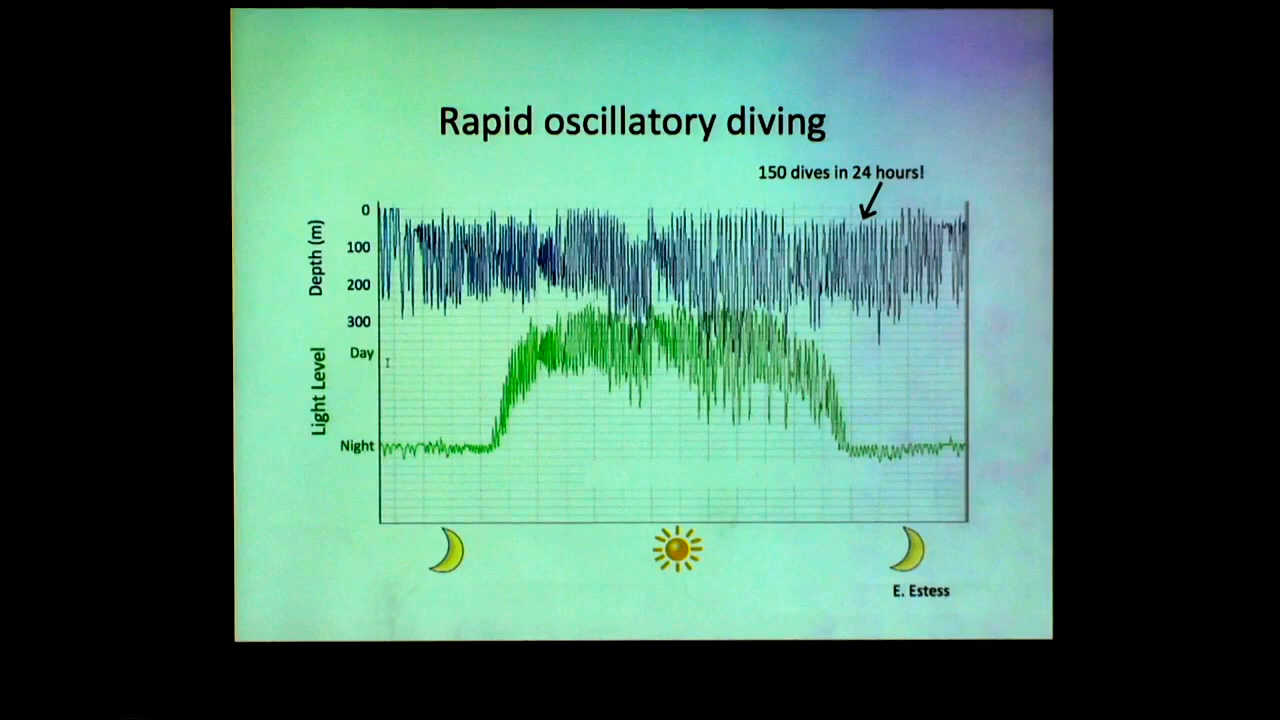 Rapid oscillatory diving
150 dives in 24 hours!
Depth (m)
0
100
200
300
Light Level
Day
Night
E. Estess